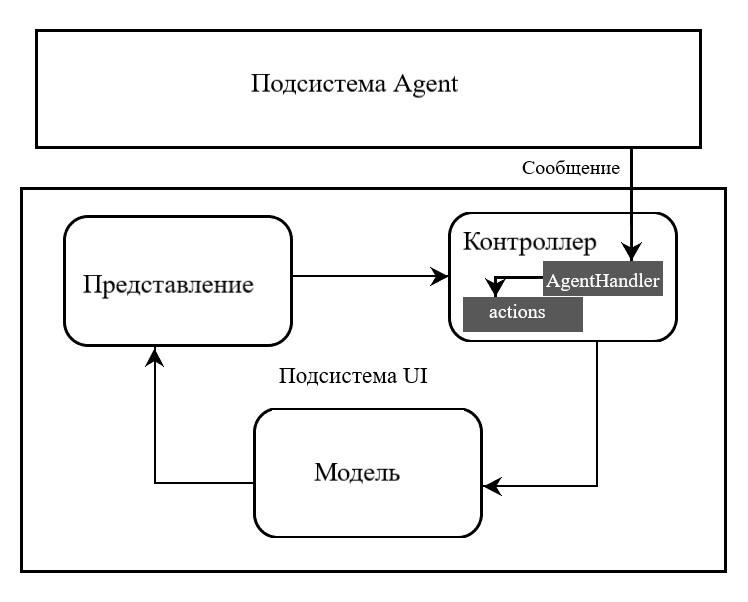 Подсистема Agent
Сообщение
Контроллер
Представление
AgentHandler
actions
Подсистема UI
Модель